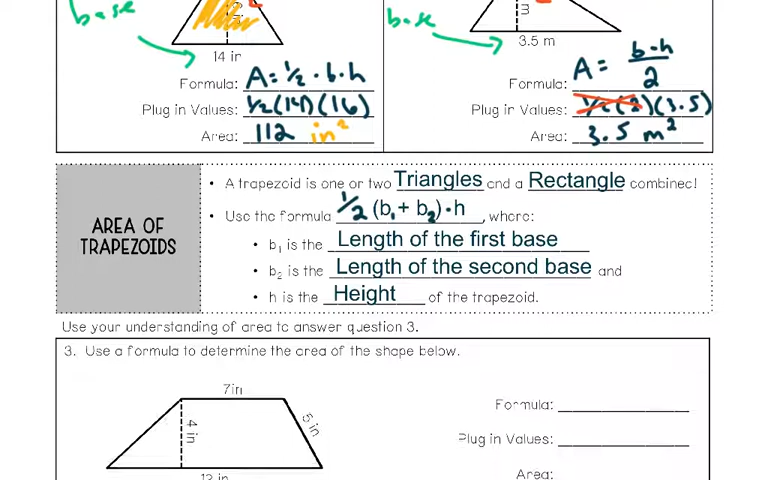 base
14 in
Formula: A = 1/2 · b · h
Plug in Values: 1/2 (14)(16)
Area: 112 in²
base
3.5 m
Formula: A = b·h/2
Plug in Values: 1/2 (2)(3.5)
Area: 3.5 m²
AREA OF
TRAPEZOIDS
• A trapezoid is one or two Triangles and a Rectangle combined!
• Use the formula 1/2 (b₁ + b₂) · h, where:
• b₁ is the Length of the first base
• b₂ is the Length of the second base and
• h is the Height of the trapezoid.
Use your understanding of area to answer question 3.
3. Use a formula to determine the area of the shape below.
7in
4 in
5 in
Formula:
Plug in Values:
Area: